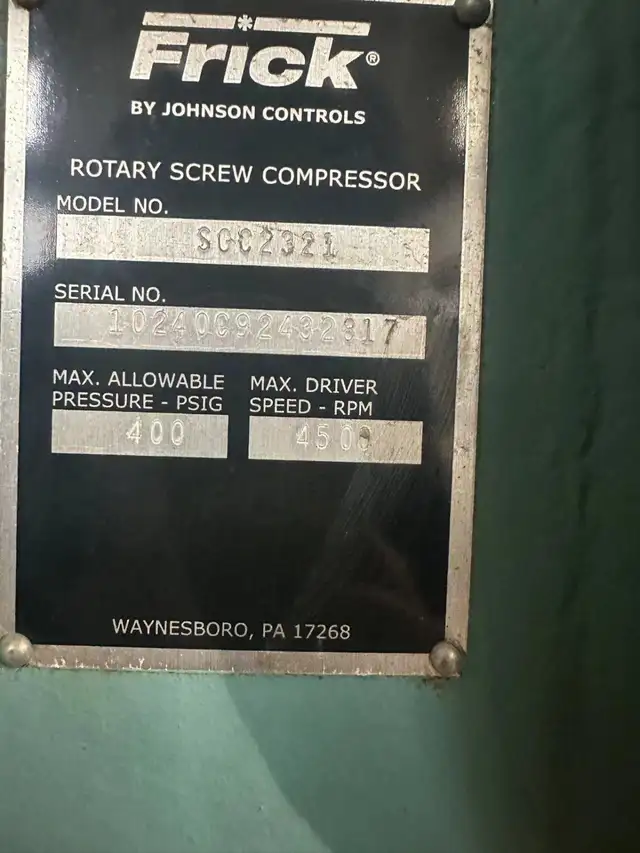 Frick®
BY JOHNSON CONTROLS
ROTARY SCREW COMPRESSOR
MODEL NO.
SGC2321
SERIAL NO.
MAX. ALLOWABLE
PRESSURE - PSIG
400
MAX. DRIVER
SPEED - RPM
4500
WAYNESBORO, PA 17268